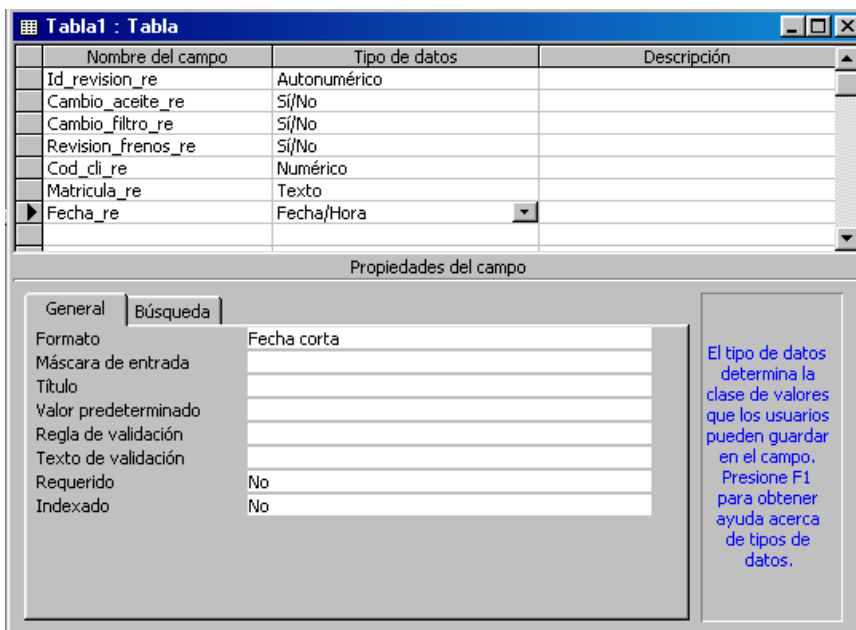 Tabla1 : Tabla
Nombre del campo Tipo de datos Descripción
Id_revision_re Autonumérico
Cambio_aceite_re Sí/No
Cambio_filtro_re Sí/No
Revision_frenos_re Sí/No
Cod_cli_re Numérico
Matricula_re Texto
Fecha_re Fecha/Hora
Propiedades del campo
General Búsqueda
Formato Fecha corta
Máscara de entrada
Título
Valor predeterminado
Regla de validación
Texto de validación
Requerido No
Indexado No
El tipo de datos
determina la
clase de valores
que los usuarios
pueden guardar
en el campo.
Presione F1
para obtener
ayuda acerca
de tipos de
datos.